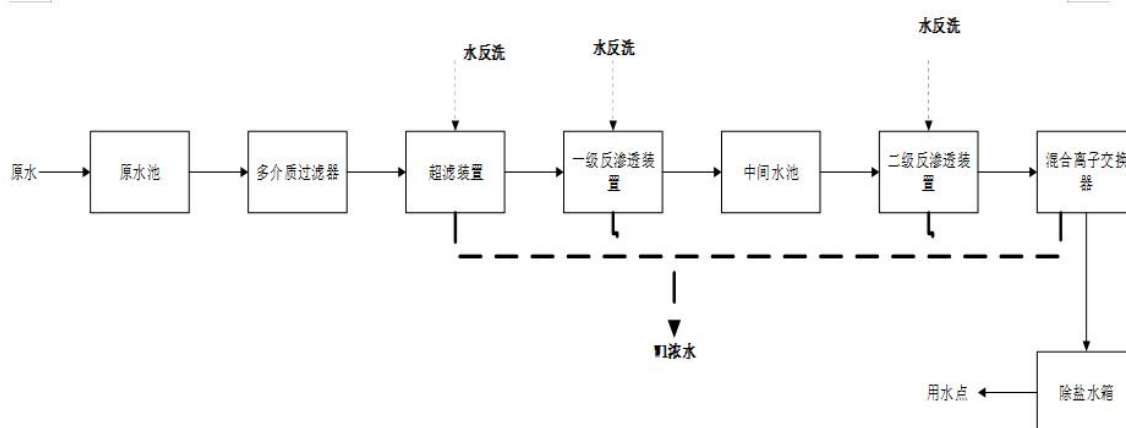 水反洗
水反洗
水反洗
原水
原水池
多介质过滤器
超滤装置
一级反渗透装
置
中间水池
二级反渗透装
置
混合离子交换
器
W1浓水
用水点
除盐水箱